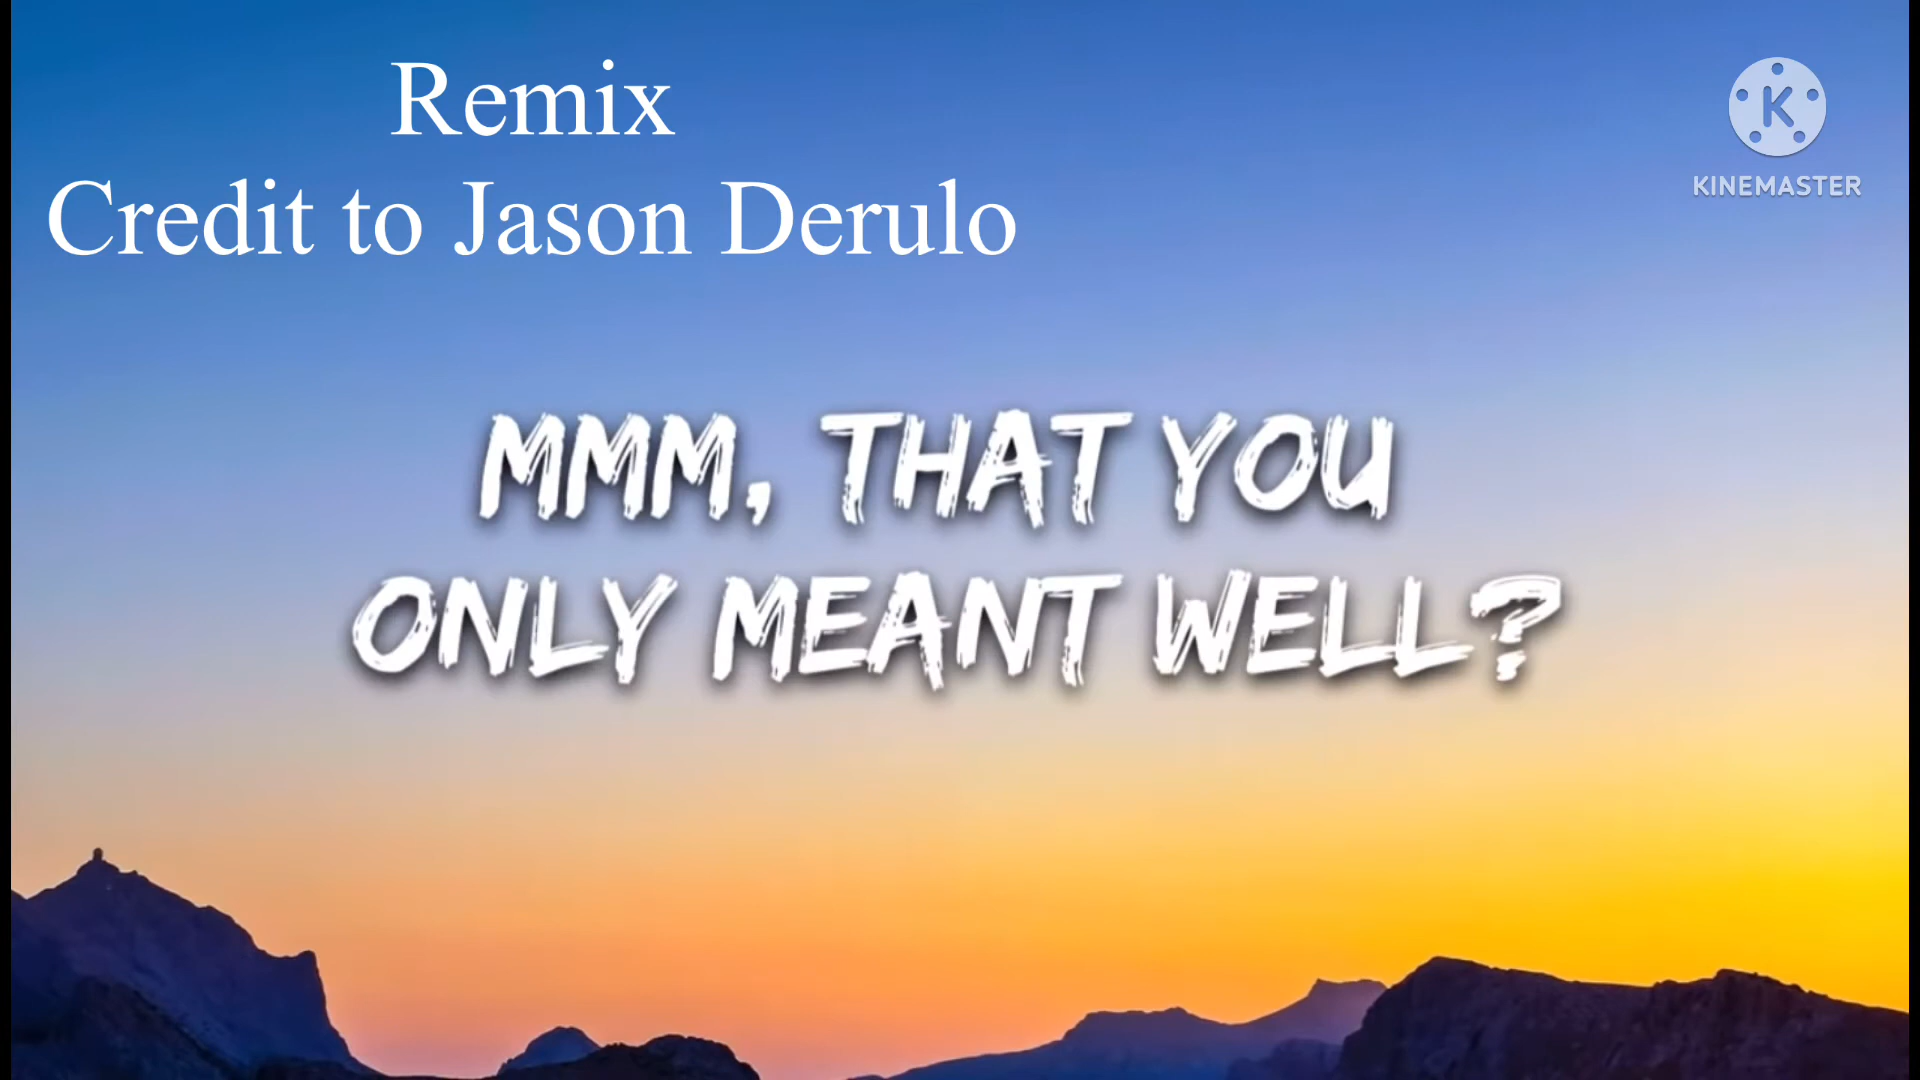 Remix
Credit to Jason Derulo
K
KINEMASTER
MMM, THAT YOU
ONLY MEANT WELL?